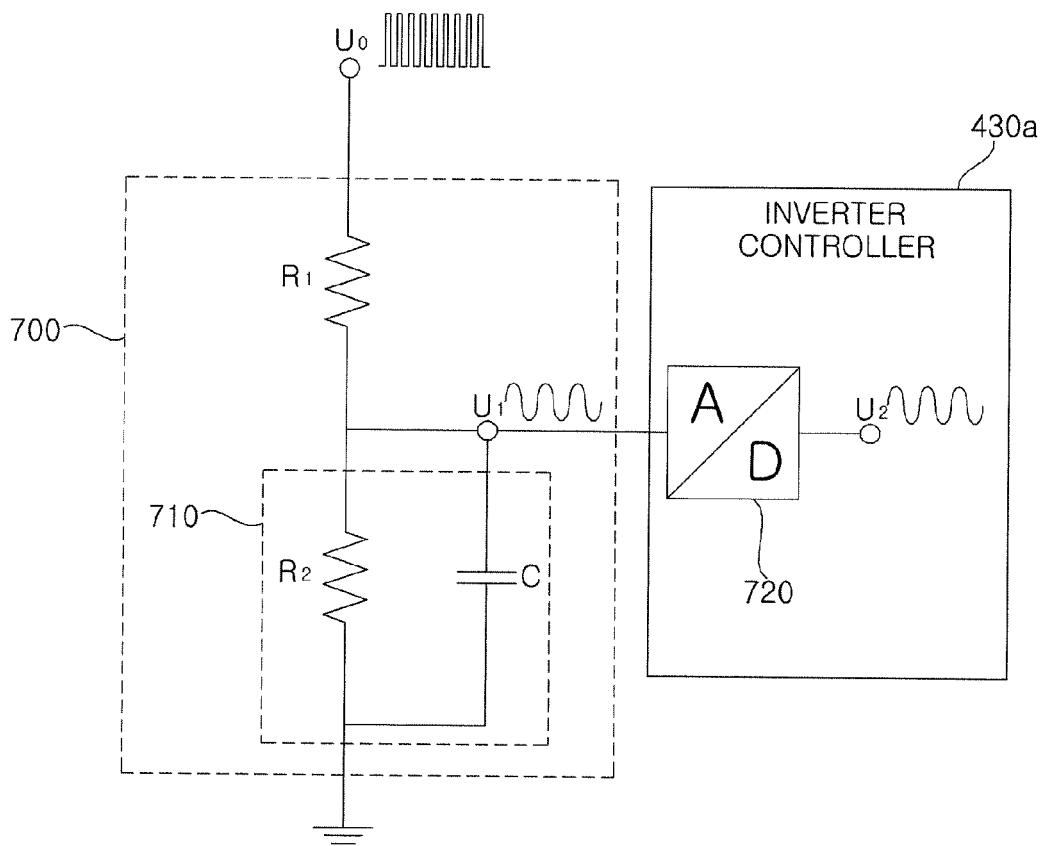 U₀
430a
INVERTER
CONTROLLER
R₁
700
A
U₁
U₂
D
710
R₂
C
720